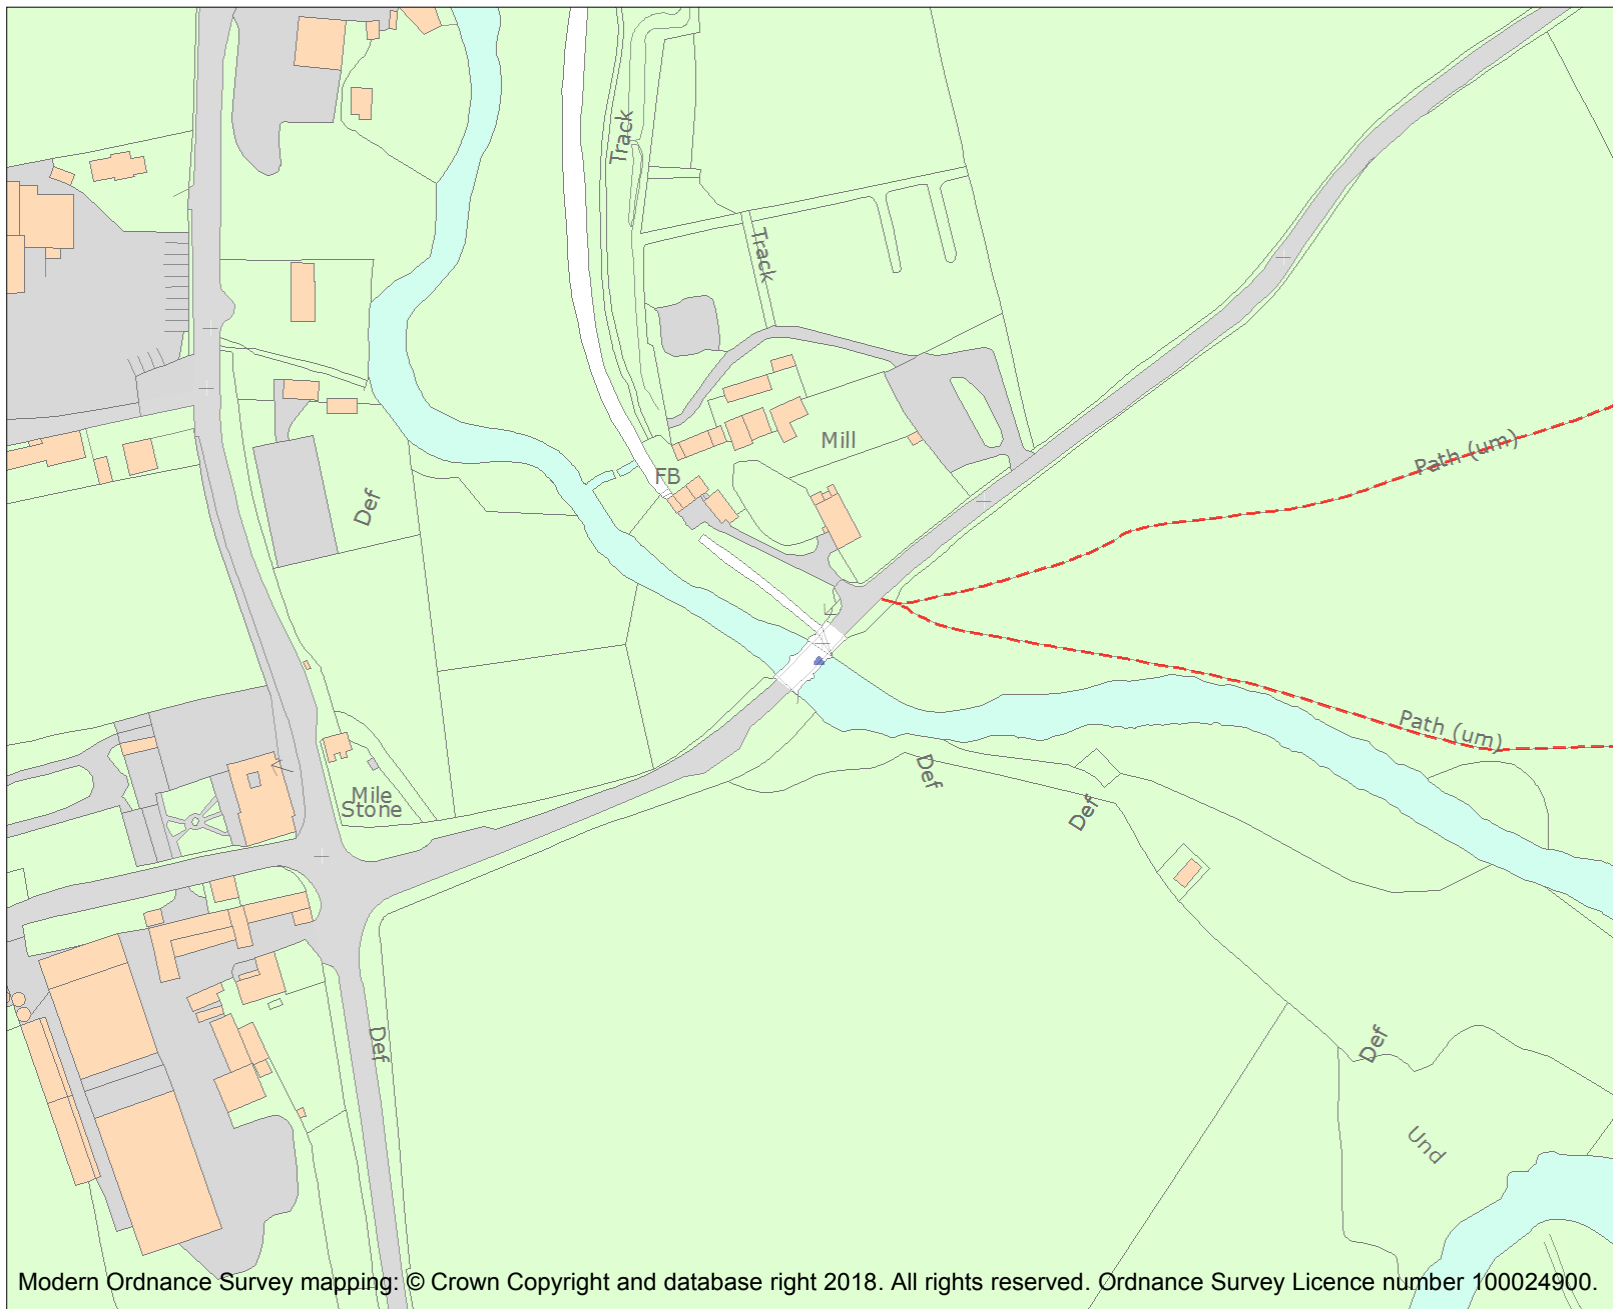 Track
Track
Mill
Path (um)
FB
Def
Path (um)
Def
Mile
Stone
Def
Def
Def
Und
Modern Ordnance Survey mapping: © Crown Copyright and database right 2018. All rights reserved. Ordnance Survey Licence number 100024900.